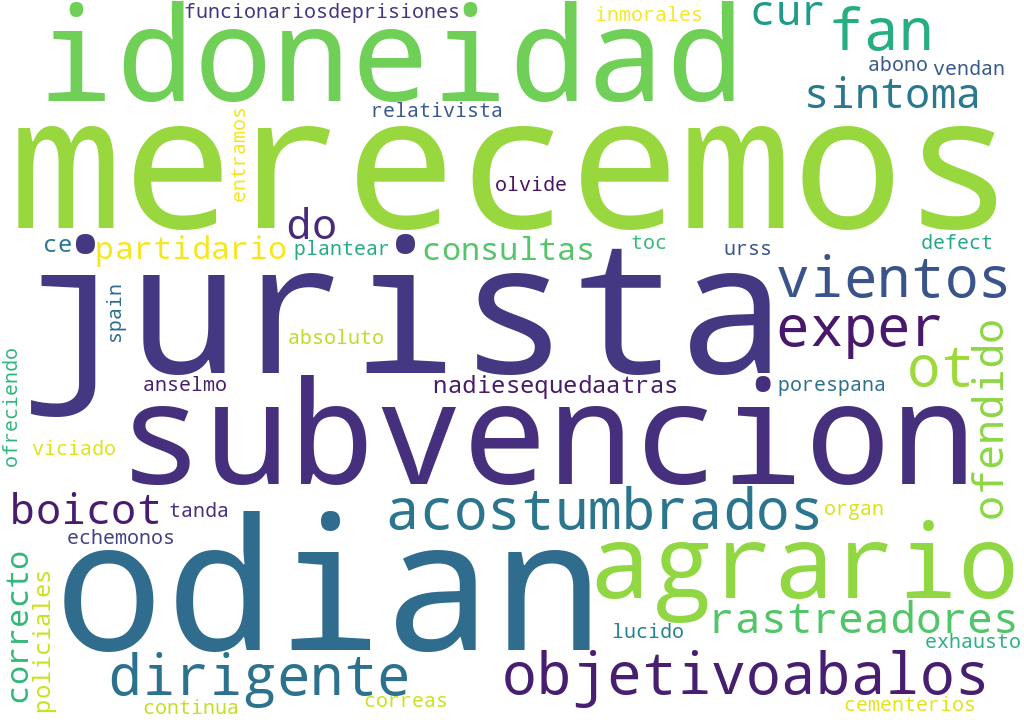 funcionariosdeprisiones
inmorales
cur
idoneidad
fan
abono
vendan
sintoma
relativista
entramos
merecemos
olvide
do
ce
partidario
plantear
consultas
toc
urss
defect
jurista
vientos
spain
exper
absoluto
ofreciendo
anselmo
nadiesequedaatras
porespana
ot
ofendido
subvencion
viciado
boicot
tanda
acostumbrados
organ
echemonos
odian
agrario
correcto
policiales
rastreadores
lucido
exhausto
dirigente
objetivoabalos
continua
correas
cementerios